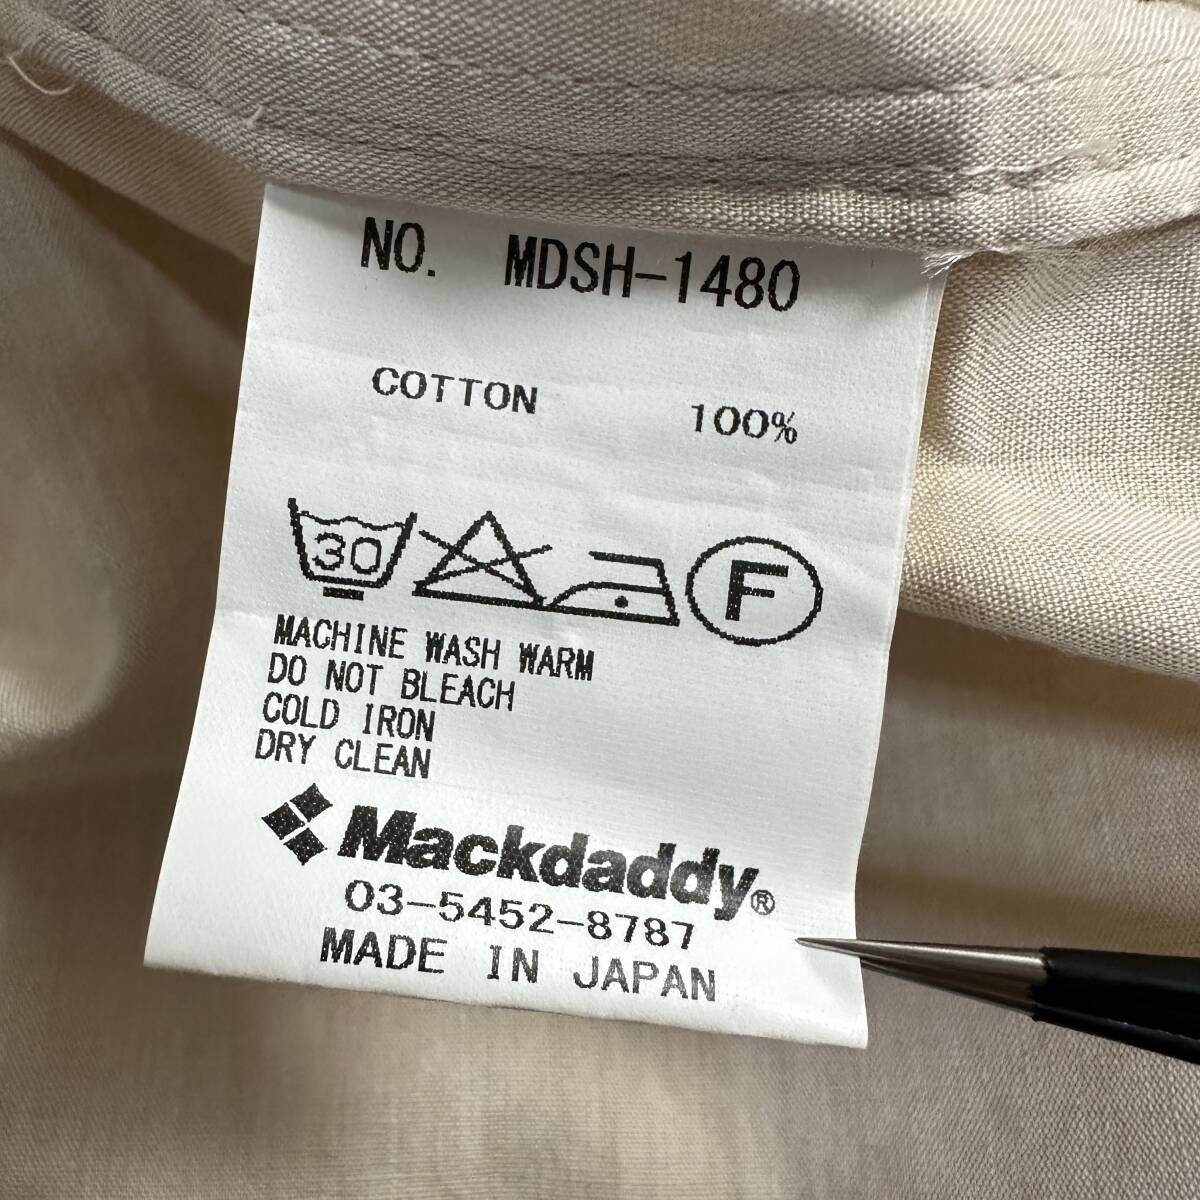 NO. MDSH-1480
COTTON 100%
30 F
MACHINE WASH WARM
DO NOT BLEACH
COLD IRON
DRY CLEAN
Mackdaddy®
03-5452-8787
MADE IN JAPAN